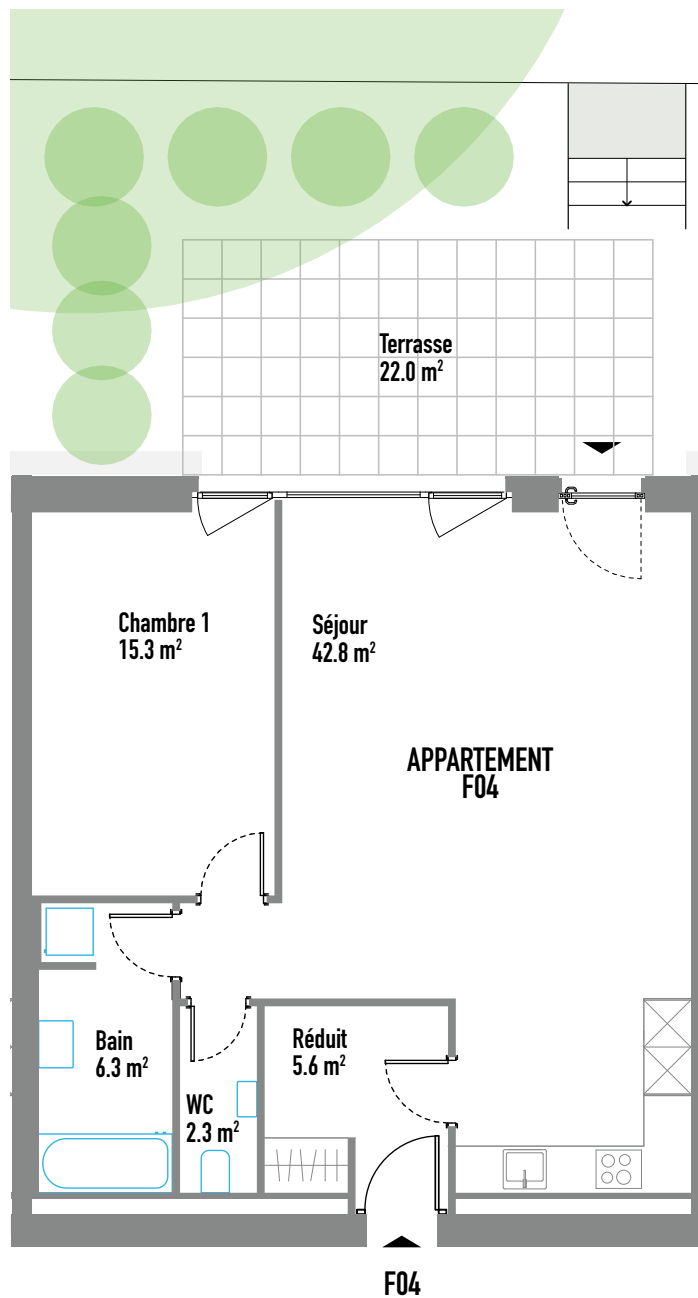 Terrasse
22.0 m²
Chambre 1
15.3 m²
Séjour
42.8 m²
APPARTEMENT
F04
Bain
6.3 m²
Réduit
5.6 m²
WC
2.3 m²
F04